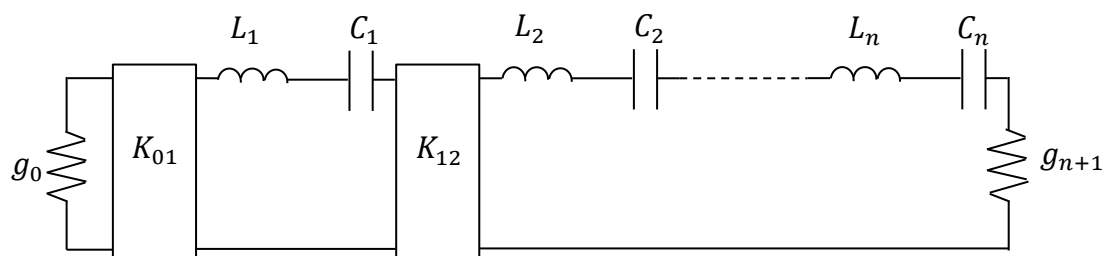 L₁ C₁ L₂ C₂ Lₙ Cₙ
g₀ K₀₁ K₁₂ gₙ₊₁